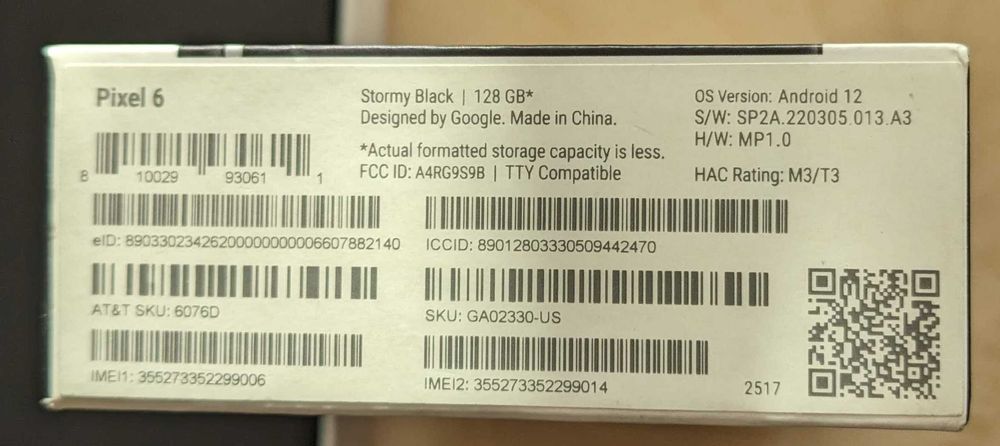 Pixel 6
8 10029 93061 1
Stormy Black | 128 GB*
Designed by Google. Made in China.
*Actual formatted storage capacity is less.
FCC ID: A4RG9S9B | TTY Compatible
OS Version: Android 12
S/W: SP2A.220305.013.A3
H/W: MP1.0
HAC Rating: M3/T3
eID: 89033023426200000000006607882140
ICCID: 89012803330509442470
AT&T SKU: 6076D
SKU: GA02330-US
IMEI1: 355273352299006
IMEI2: 355273352299014
2517